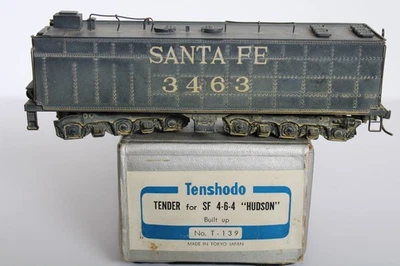 SANTA FE
3463
Tenshodo
TENDER for SF 4-6-4 "HUDSON"
Built up
No. T-139
MADE IN TOKYO JAPAN